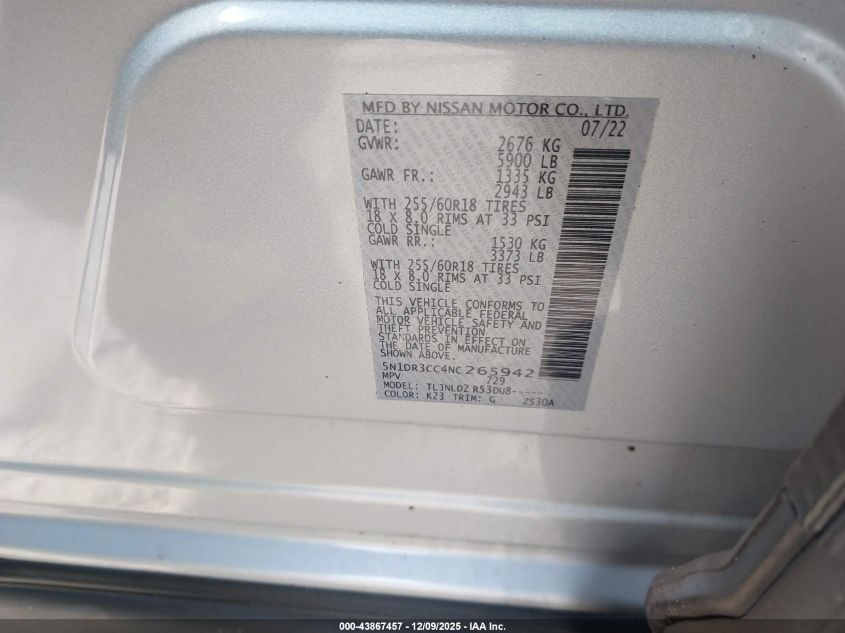 MFD BY NISSAN MOTOR CO., LTD.
DATE: 07/22
GVWR: 2676 KG
5900 LB
GAWR FR.: 1335 KG
2943 LB
WITH 255/60R18 TIRES
18 X 8.0 RIMS AT 33 PSI
COLD SINGLE
GAWR RR.: 1530 KG
3373 LB
WITH 255/60R18 TIRES
18 X 8.0 RIMS AT 33 PSI
COLD SINGLE
THIS VEHICLE CONFORMS TO
ALL APPLICABLE FEDERAL
MOTOR VEHICLE SAFETY AND
THEFT PREVENTION
STANDARDS IN EFFECT ON
THE DATE OF MANUFACTURE
SHOWN ABOVE.
5N1DR3CC4NC265942
MPV 729
MODEL: TLJNLD2 R53DU8-----
COLOR: K23 TRIM: G 2S30A
000-43867457 - 12/09/2025 - IAA Inc.